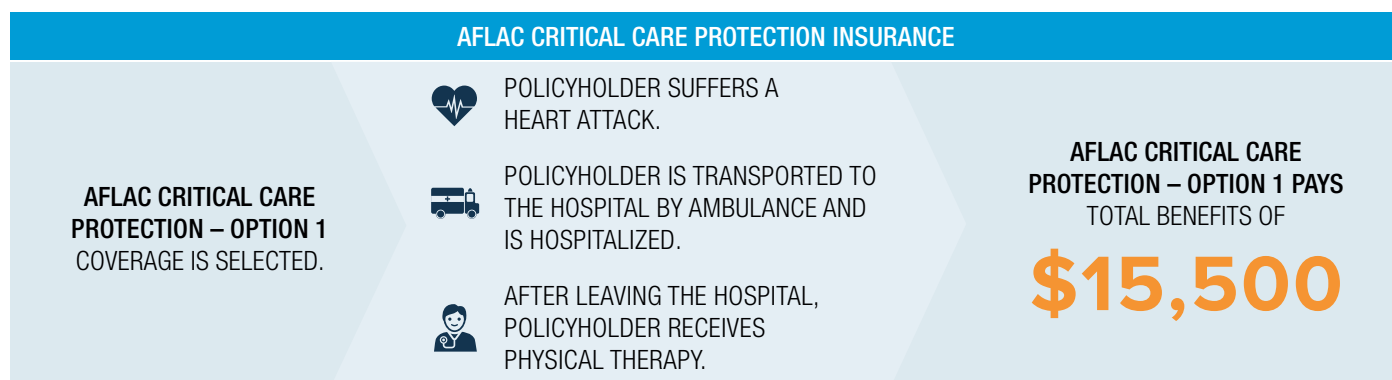 AFLAC CRITICAL CARE PROTECTION INSURANCE
AFLAC CRITICAL CARE
PROTECTION – OPTION 1
COVERAGE IS SELECTED.
POLICYHOLDER SUFFERS A
HEART ATTACK.
POLICYHOLDER IS TRANSPORTED TO
THE HOSPITAL BY AMBULANCE AND
IS HOSPITALIZED.
AFTER LEAVING THE HOSPITAL,
POLICYHOLDER RECEIVES
PHYSICAL THERAPY.
AFLAC CRITICAL CARE
PROTECTION – OPTION 1 PAYS
TOTAL BENEFITS OF
$15,500